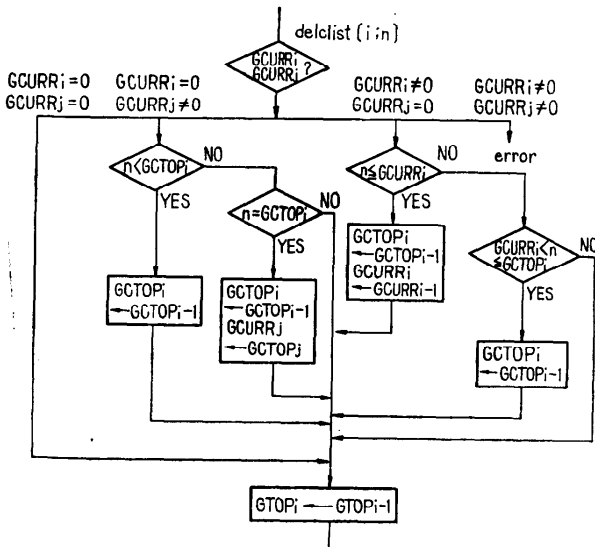 delclist (i;n)
GCURRi
GCURRj ?
GCURRi=0
GCURRj=0
GCURRi=0
GCURRj≠0
GCURRi≠0
GCURRj=0
GCURRi≠0
GCURRj≠0
n<GCTOPi
NO
YES
n≦GCURRi
NO
YES
error
n=GCTOPi
NO
YES
GCURRi<n
≦GCTOPi
NO
YES
GCTOPi
←GCTOPi-1
GCTOPi
←GCTOPi-1
GCURRj
←GCTOPj
GCTOPi
←GCTOPi-1
GCURRi
←GCURRi-1
GCTOPi
←GCTOPi-1
GTOPi ← GTOPi-1